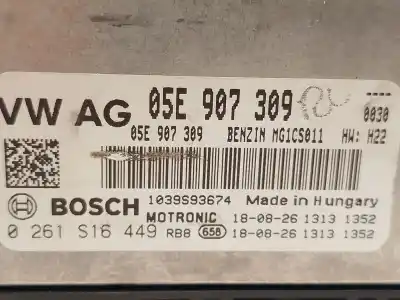 VW AG 05E 907 309 0030
05E 907 309 BENZIN MG1CS011 HW: H22
BOSCH 1039S93674 Made in Hungary
MOTRONIC 18-08-26 1313 1352
0 261 S16 449 RB8 658 18-08-26 1313 1352